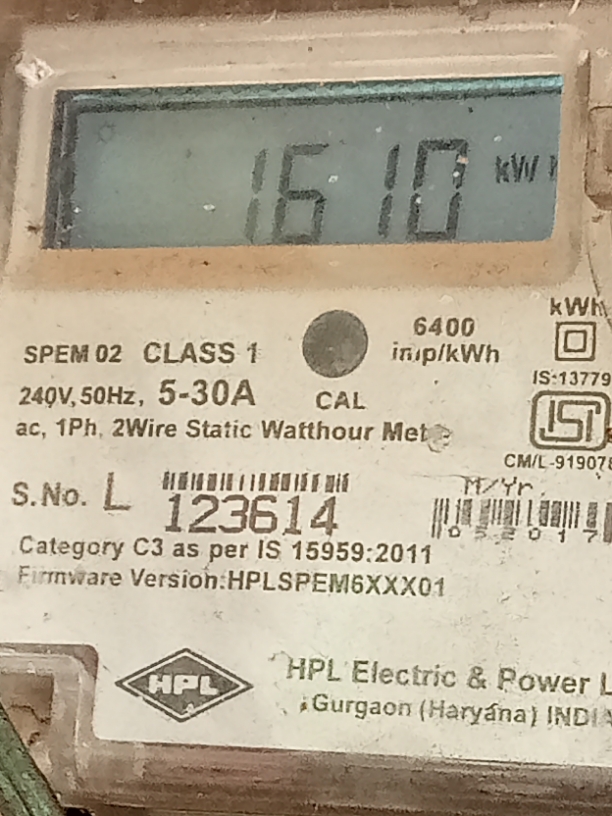 1610 kW
kWh
6400
imp/kWh
SPEM 02 CLASS 1
240V, 50Hz, 5-30A
CAL
IS:13779
ac, 1Ph, 2Wire Static Watthour Met
ISI
CM/L-919078
S.No. L 123614
M/Yr.
052017
Category C3 as per IS 15959:2011
Firmware Version:HPLSPEM6XXX01
HPL
HPL Electric & Power L
Gurgaon (Haryana) INDIA